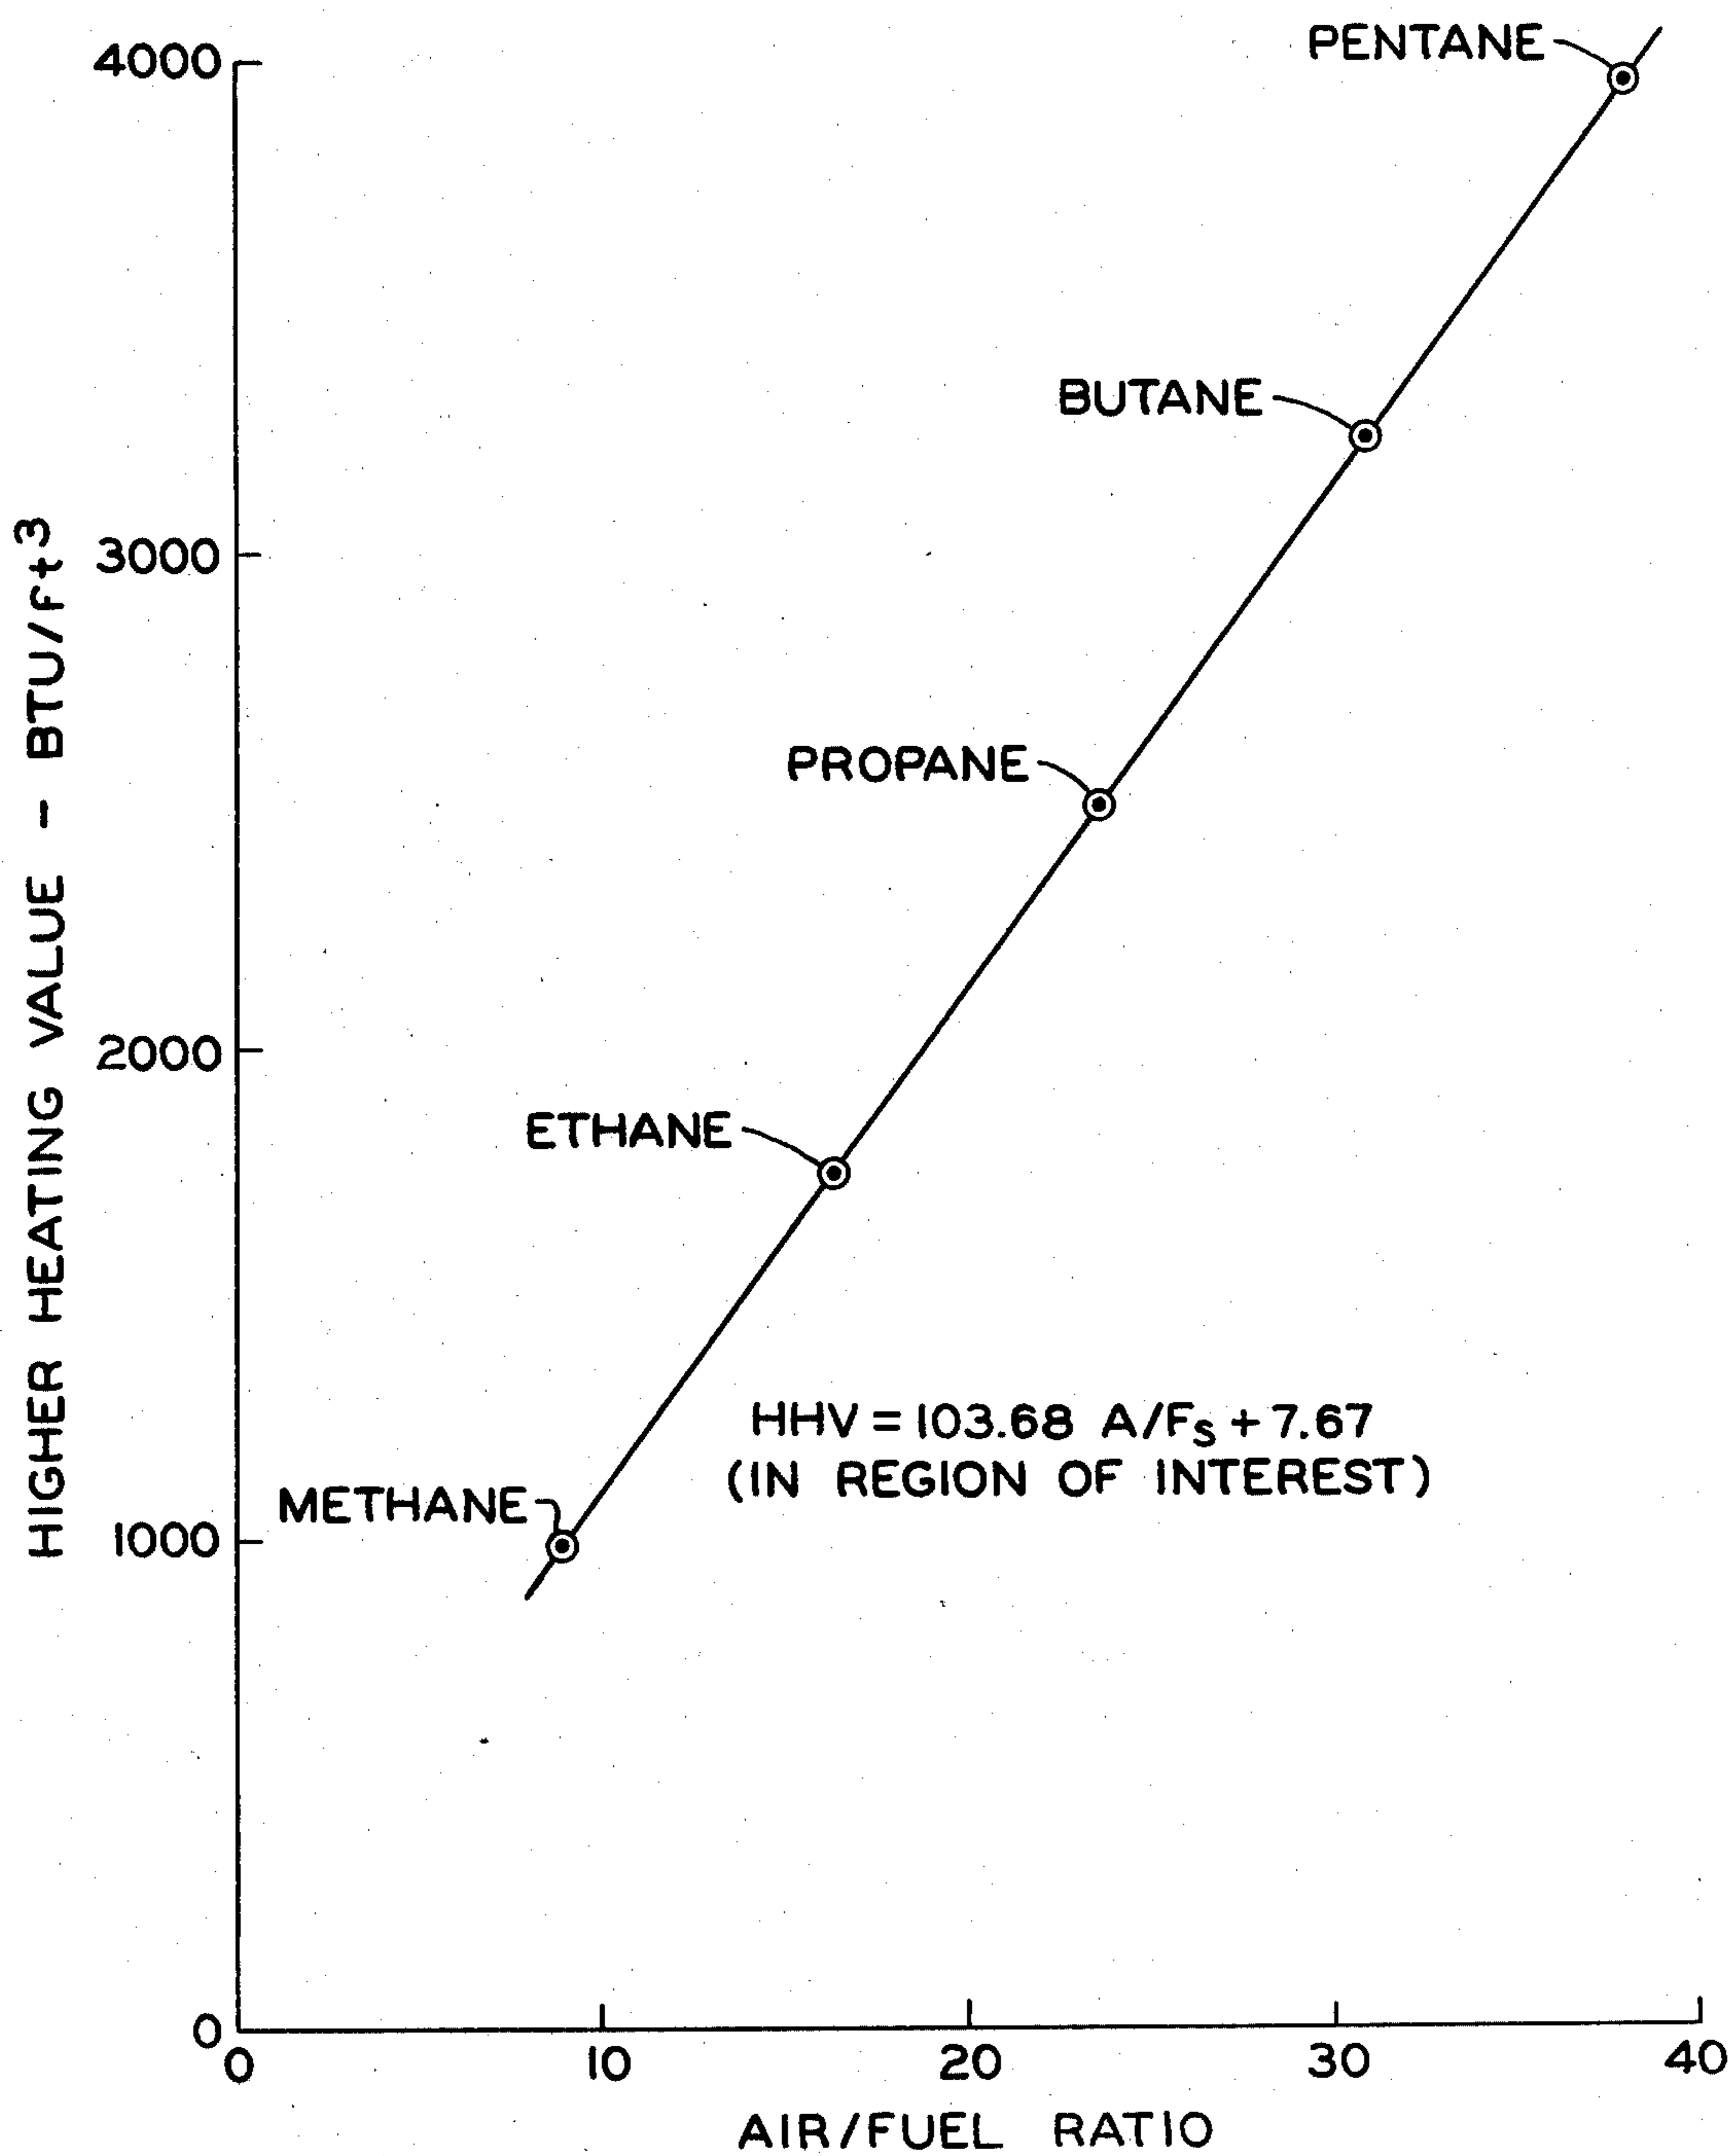 4000
3000
2000
1000
0
HIGHER HEATING VALUE - BTU/ft³
PENTANE
BUTANE
PROPANE
ETHANE
METHANE
HHV = 103.68 A/Fs + 7.67
(IN REGION OF INTEREST)
0 10 20 30 40
AIR/FUEL RATIO